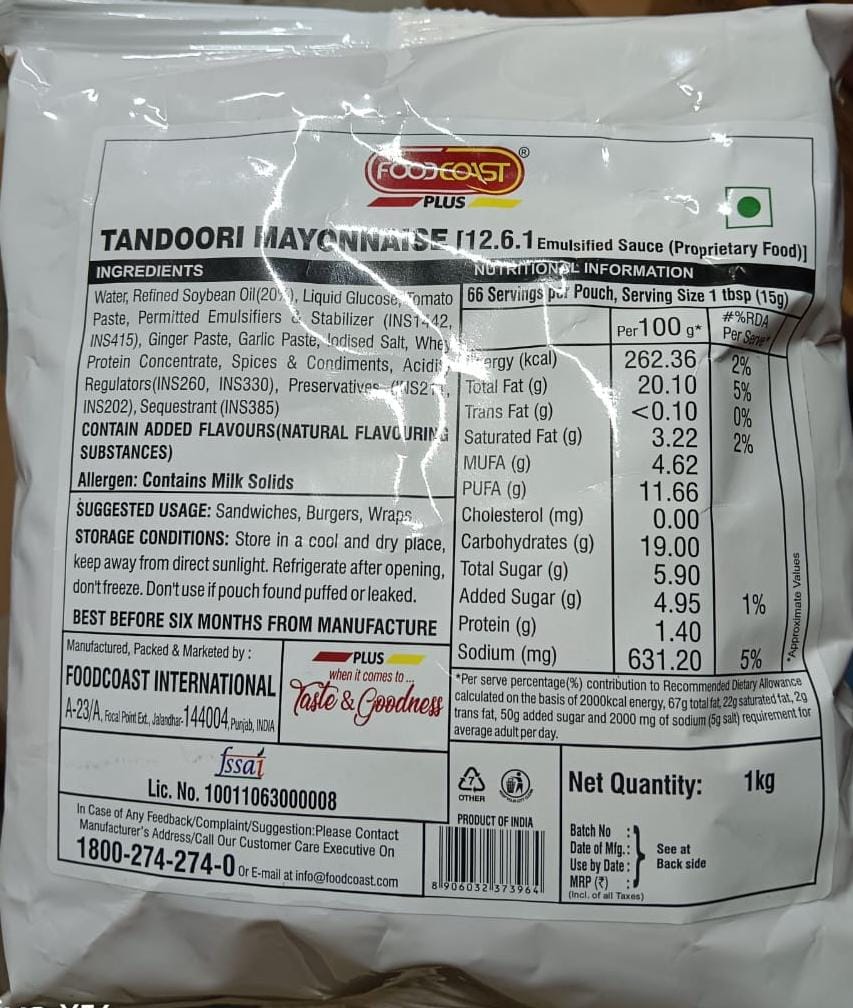 FOODCOAST®
PLUS
TANDOORI MAYONNAISE [12.6.1 Emulsified Sauce (Proprietary Food)]
INGREDIENTS
Water, Refined Soybean Oil(20%), Liquid Glucose, Tomato
Paste, Permitted Emulsifiers & Stabilizer (INS1442,
INS415), Ginger Paste, Garlic Paste, Iodised Salt, Whey
Protein Concentrate, Spices & Condiments, Acidity
Regulators(INS260, INS330), Preservatives
INS202), Sequestrant (INS385)
CONTAIN ADDED FLAVOURS(NATURAL FLAVOURING
SUBSTANCES)
Allergen: Contains Milk Solids
SUGGESTED USAGE: Sandwiches, Burgers, Wraps
STORAGE CONDITIONS: Store in a cool and dry place,
keep away from direct sunlight. Refrigerate after opening,
don't freeze. Don't use if pouch found puffed or leaked.
BEST BEFORE SIX MONTHS FROM MANUFACTURE
NUTRITIONAL INFORMATION
66 Servings per Pouch, Serving Size 1 tbsp (15g)
Per 100 g* #%RDA
Per Serve*
Energy (kcal) 262.36 2%
Total Fat (g) 20.10 5%
Trans Fat (g) <0.10 0%
Saturated Fat (g) 3.22 2%
MUFA (g) 4.62
PUFA (g) 11.66
Cholesterol (mg) 0.00
Carbohydrates (g) 19.00
Total Sugar (g) 5.90
Added Sugar (g) 4.95 1%
Protein (g) 1.40
Sodium (mg) 631.20 5%
*Approximate Values
*Per serve percentage(%) contribution to Recommended Dietary Allowance
calculated on the basis of 2000kcal energy, 67g total fat, 22g saturated fat, 2g
trans fat, 50g added sugar and 2000 mg of sodium (5g salt) requirement for
average adult per day.
Manufactured, Packed & Marketed by :
FOODCOAST INTERNATIONAL
A-23/A, Focal Point Ext., Jalandhar-144004, Punjab, INDIA
PLUS
when it comes to ...
Taste & Goodness
fssai
Lic. No. 10011063000008
In Case of Any Feedback/Complaint/Suggestion:Please Contact
Manufacturer's Address/Call Our Customer Care Executive On
1800-274-274-0 Or E-mail at info@foodcoast.com
7
OTHER
PRODUCT OF INDIA
8 906032 373964
Net Quantity: 1kg
Batch No :
Date of Mfg.:
Use by Date :
MRP (₹) :
(Incl. of all Taxes)
See at
Back side